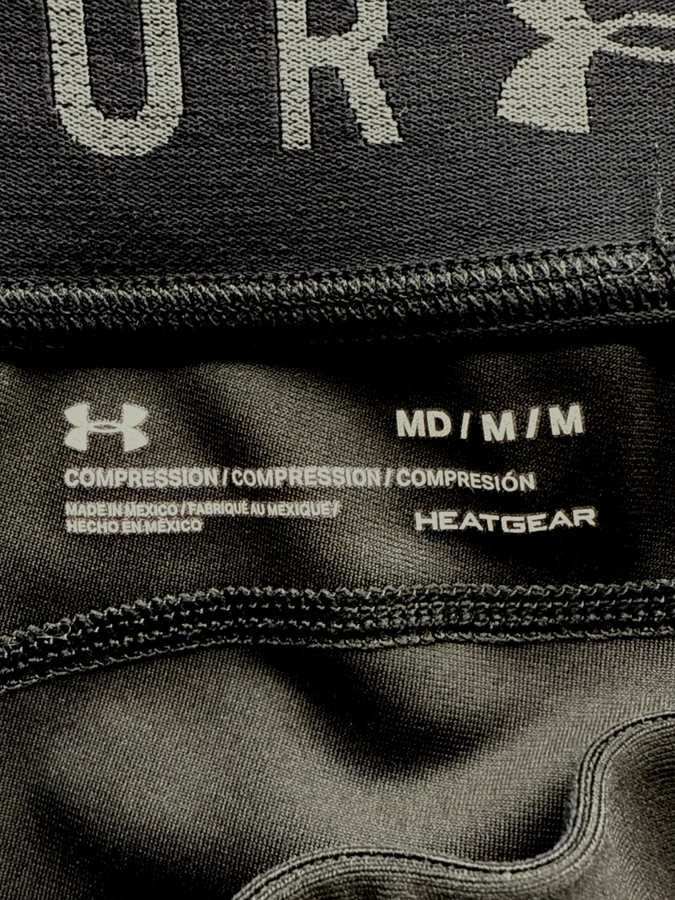 UR
MD / M / M
COMPRESSION / COMPRESSION / COMPRESIÓN
MADE IN MEXICO / FABRIQUÉ AU MEXIQUE /
HECHO EN MÉXICO
HEATGEAR